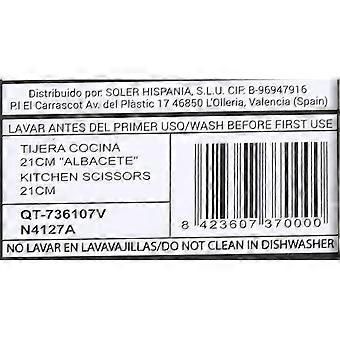 Distribuido por: SOLER HISPANIA, S.L.U. CIF. B-96947916
P.I El Carrascot Av. del Plàstic 17 46850 L'Olleria, Valencia (Spain)
LAVAR ANTES DEL PRIMER USO/WASH BEFORE FIRST USE
TIJERA COCINA
21CM "ALBACETE"
KITCHEN SCISSORS
21CM
QT-736107V
N4127A
8 423607 370000
NO LAVAR EN LAVAVAJILLAS/DO NOT CLEAN IN DISHWASHER